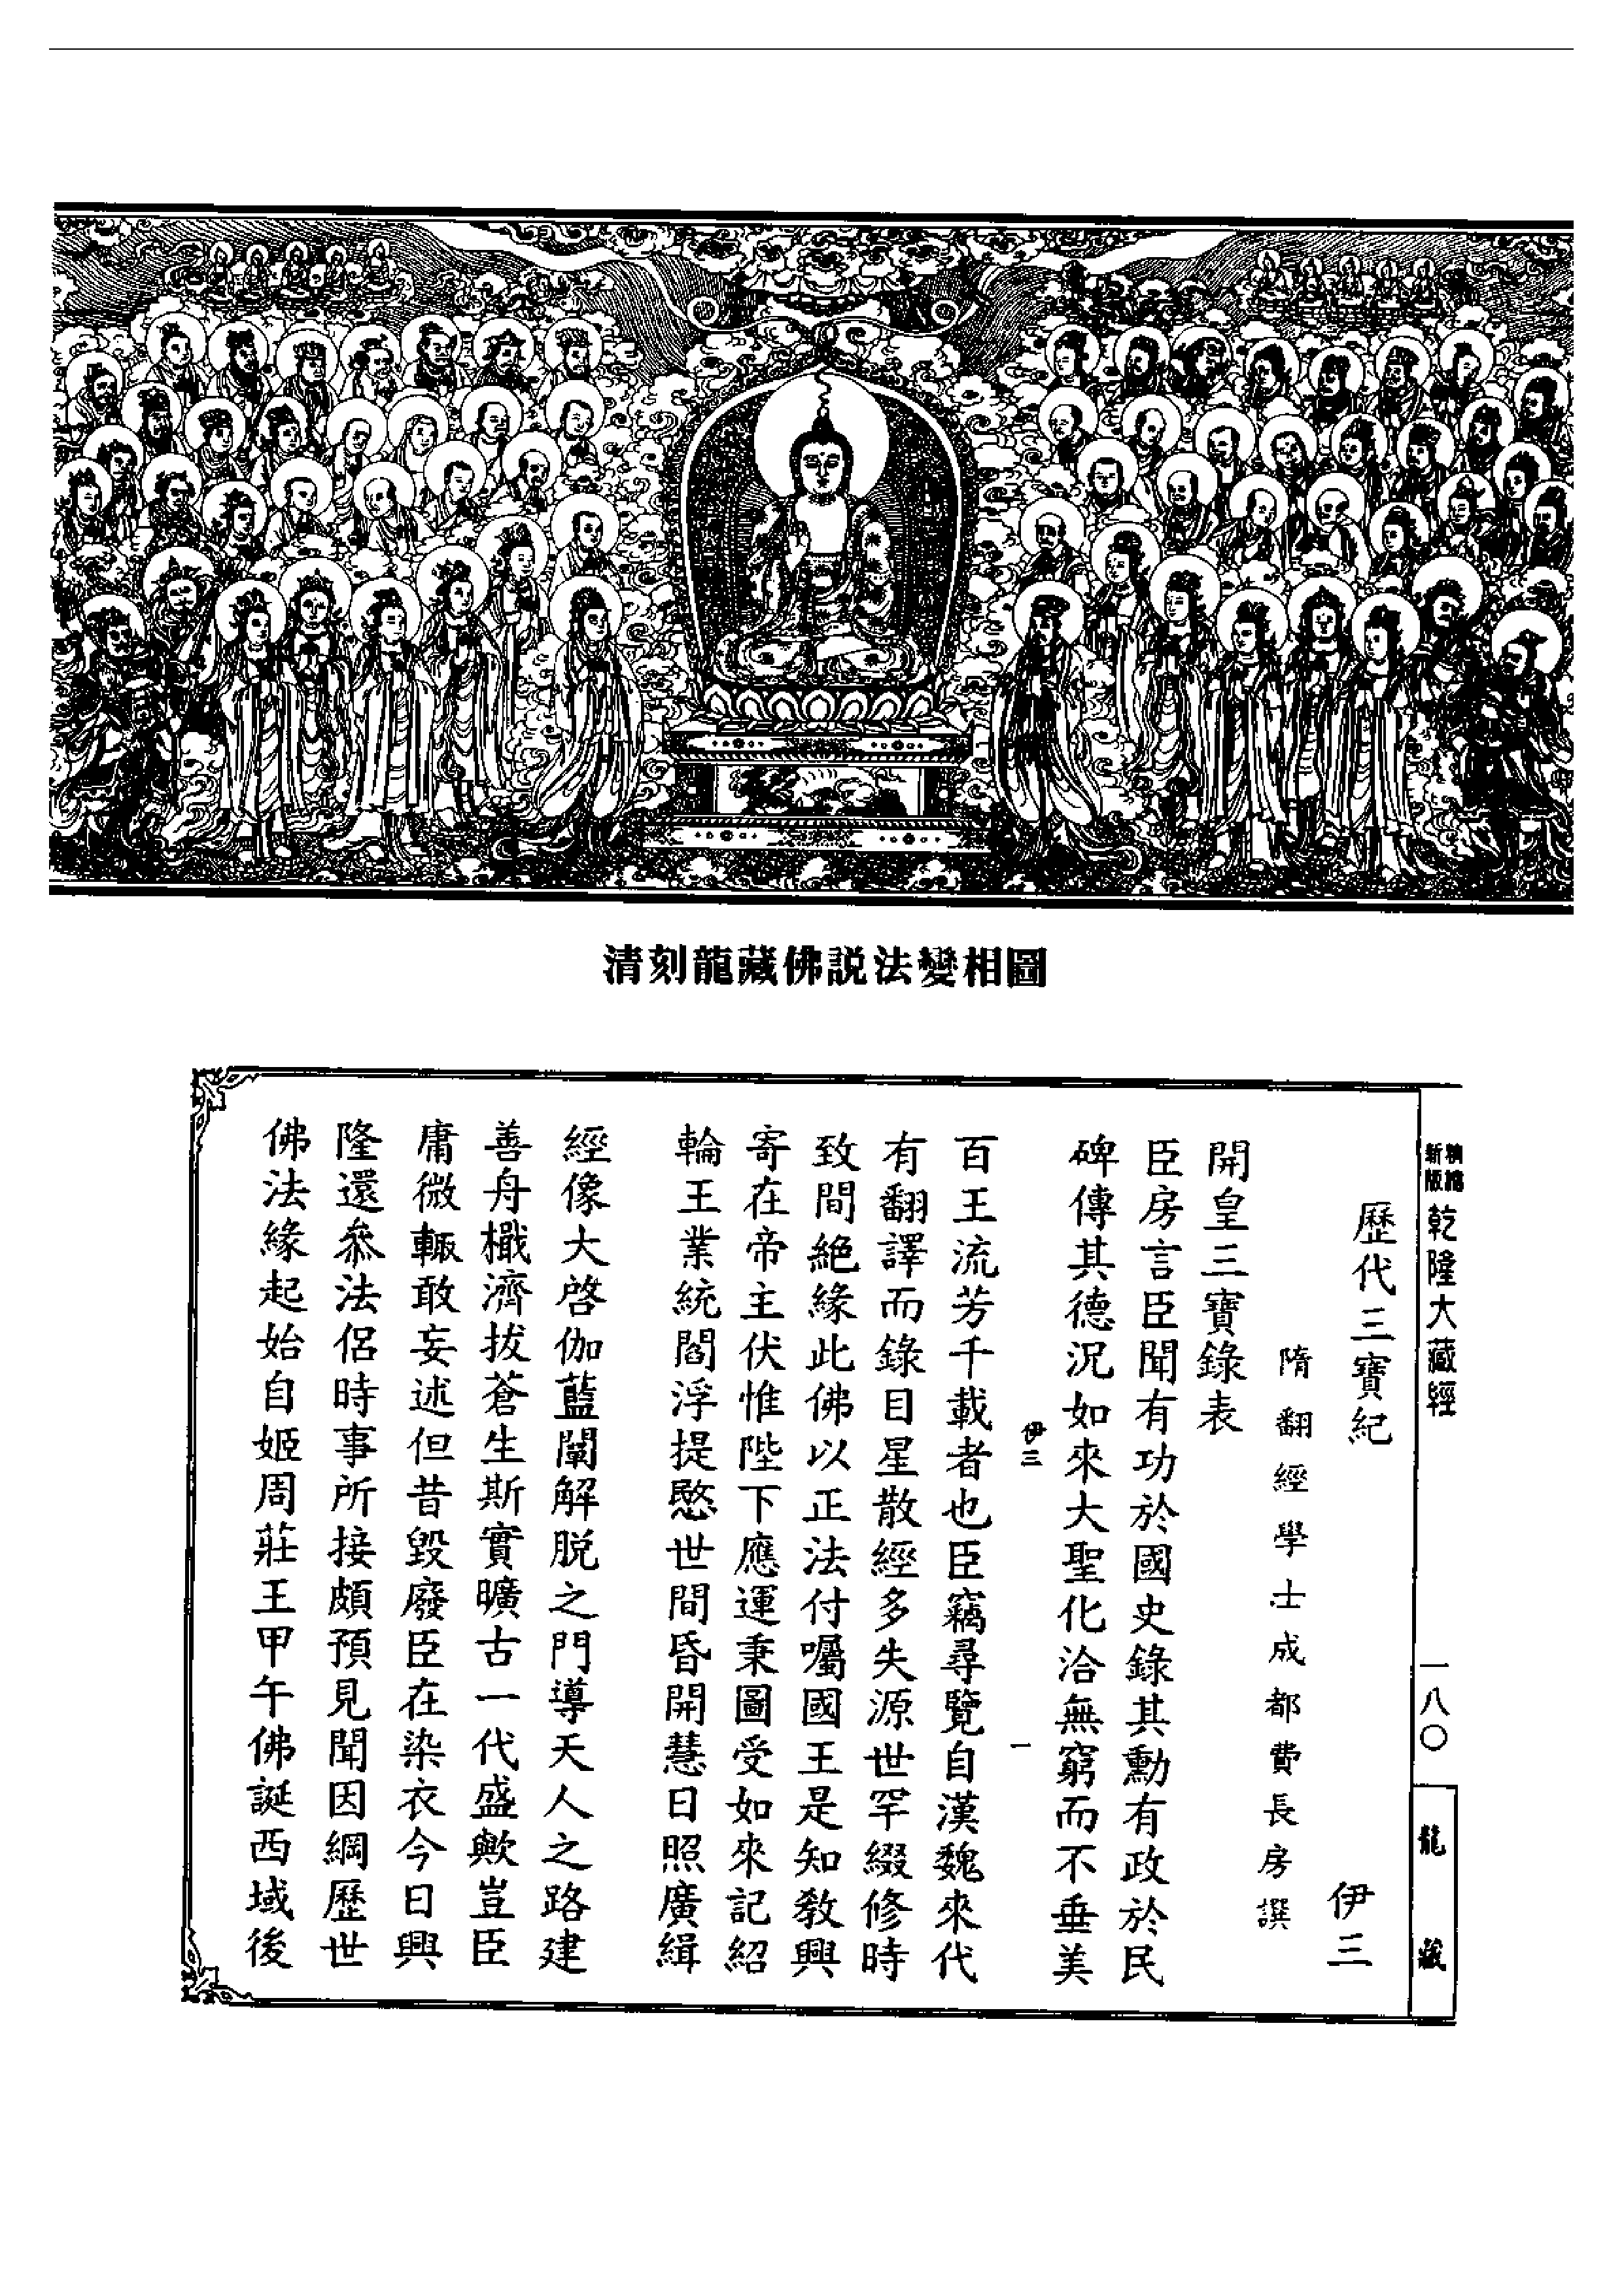 清刻龍藏佛説法變相圖
新版
精縮
乾隆大藏經
一八〇
龍藏
歷代三寶紀
伊三
隋翻經學士成都費長房譔
開皇三寶錄表
臣房言臣聞有功於國史錄其勳有政於民
碑傳其德況如來大聖化洽無窮而不垂美
伊三
一
百王流芳千載者也臣竊尋覽自漢魏來代
有翻譯而錄目星散經多失源世罕綴修時
致間絕緣此佛以正法付囑國王是知教興
寄在帝主伏惟陛下應運秉圖受如來記紹
輪王業統閻浮提愍世間昏開慧日照廣緝
經像大啓伽藍闡解脱之門導天人之路建
善舟檝濟拔蒼生斯實曠古一代盛歟豈臣
庸微輙敢妄述但昔毀廢臣在染衣今日興
隆還叅法侶時事所接頗預見聞因綱歷世
佛法緣起始自姬周莊王甲午佛誕西域後